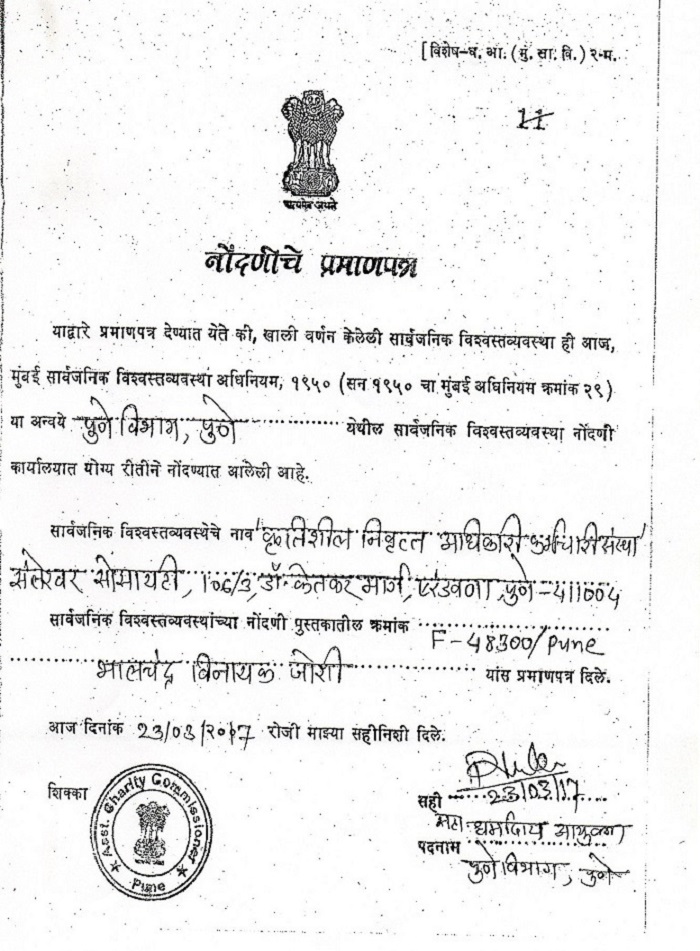 [विशेष-ध. आ. (मुं. सा. वि.) २-म.
11
सत्यमेव जयते
नोंदणीचे प्रमाणपत्र
याद्वारे प्रमाणपत्र देण्यात येते की, खाली वर्णन केलेली सार्वजनिक विश्वस्तव्यवस्था ही आज,
मुंबई सार्वजनिक विश्वस्तव्यवस्था अधिनियम, १९५० (सन १९५० चा मुंबई अधिनियम क्रमांक २९)
या अन्वये पुणे विभाग, पुणे येथील सार्वजनिक विश्वस्तव्यवस्था नोंदणी
कार्यालयात योग्य रीतीने नोंदण्यात आलेली आहे.
सार्वजनिक विश्वस्तव्यवस्थेचे नाव कृतिशील निवृत्त अधिकारी कर्मचारी संस्था
सोसायटी, 106/3, डॉ. केतकर मार्ग, एरंडवणा, पुणे - 411004
सार्वजनिक विश्वस्तव्यवस्थांच्या नोंदणी पुस्तकातील क्रमांक F-48300/Pune
भालचंद्र विनायक जोशी यांस प्रमाणपत्र दिले.
आज दिनांक 23/03/2017 रोजी माझ्या सहीनिशी दिले.
शिक्का
Asst. Charity Commissioner
Pune
सही 23/03/17
सहा. धर्मादाय आयुक्त
पदनाम
पुणे विभाग, पुणे